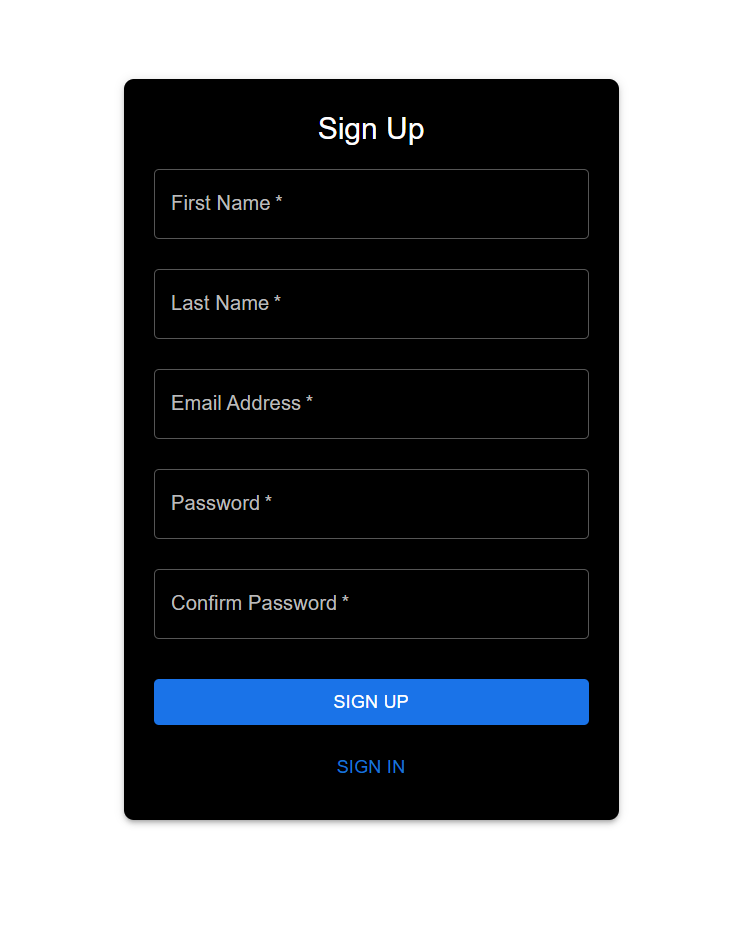 Sign Up
First Name *
Last Name *
Email Address *
Password *
Confirm Password *
SIGN UP
SIGN IN